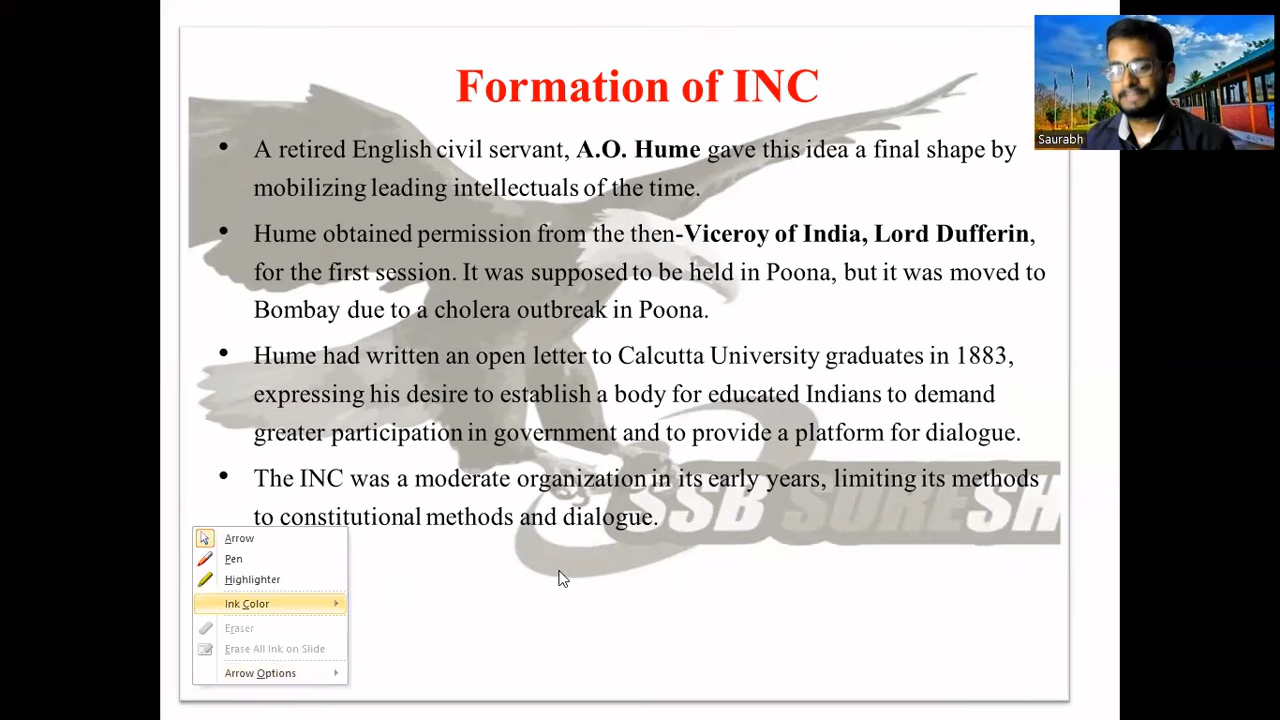 Formation of INC
Saurabh
• A retired English civil servant, A.O. Hume gave this idea a final shape by
mobilizing leading intellectuals of the time.
• Hume obtained permission from the then-Viceroy of India, Lord Dufferin,
for the first session. It was supposed to be held in Poona, but it was moved to
Bombay due to a cholera outbreak in Poona.
• Hume had written an open letter to Calcutta University graduates in 1883,
expressing his desire to establish a body for educated Indians to demand
greater participation in government and to provide a platform for dialogue.
• The INC was a moderate organization in its early years, limiting its methods
to constitutional methods and dialogue.
SSB SURESH
Arrow
Pen
Highlighter
Ink Color
Eraser
Erase All Ink on Slide
Arrow Options